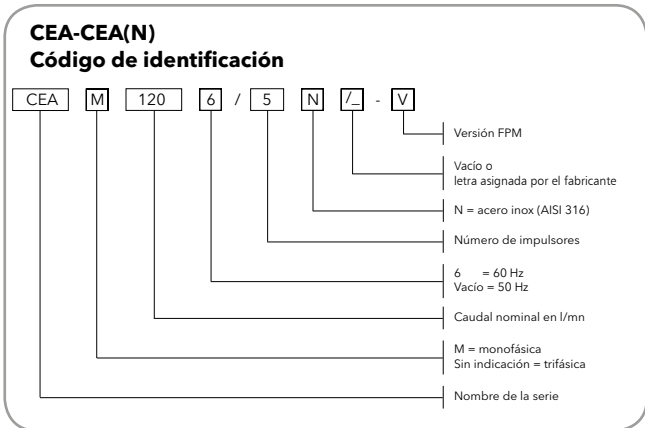 CEA-CEA(N)
Código de identificación
CEA M 120 6 / 5 N /_ - V
Versión FPM
Vacío o
letra asignada por el fabricante
N = acero inox (AISI 316)
Número de impulsores
6 = 60 Hz
Vacío = 50 Hz
Caudal nominal en l/mn
M = monofásica
Sin indicación = trifásica
Nombre de la serie